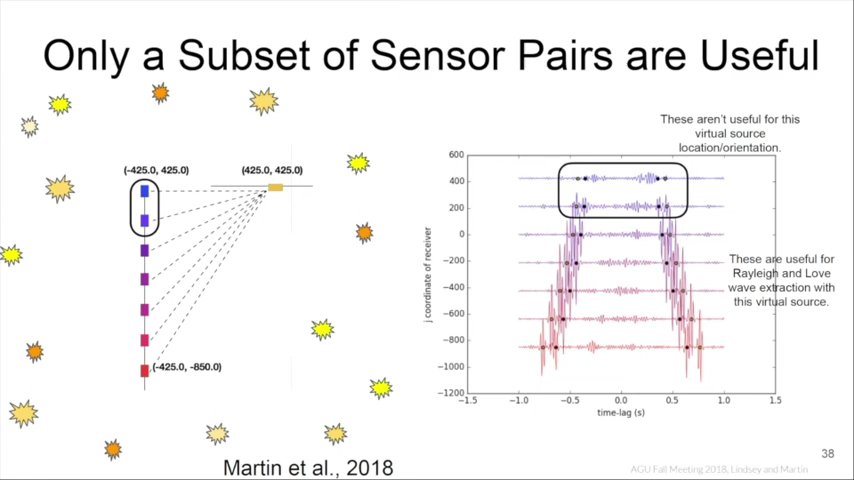 Only a Subset of Sensor Pairs are Useful
(-425.0, 425.0)
(425.0, 425.0)
(-425.0, -850.0)
Martin et al., 2018
These aren't useful for this
virtual source
location/orientation.
600
400
200
0
−200
−400
−600
−800
−1000
−1200
j coordinate of receiver
−1.5
−1.0
−0.5
0.0
0.5
1.0
1.5
time-lag (s)
These are useful for
Rayleigh and Love
wave extraction with
this virtual source.
38
AGU Fall Meeting 2018, Lindsey and Martin